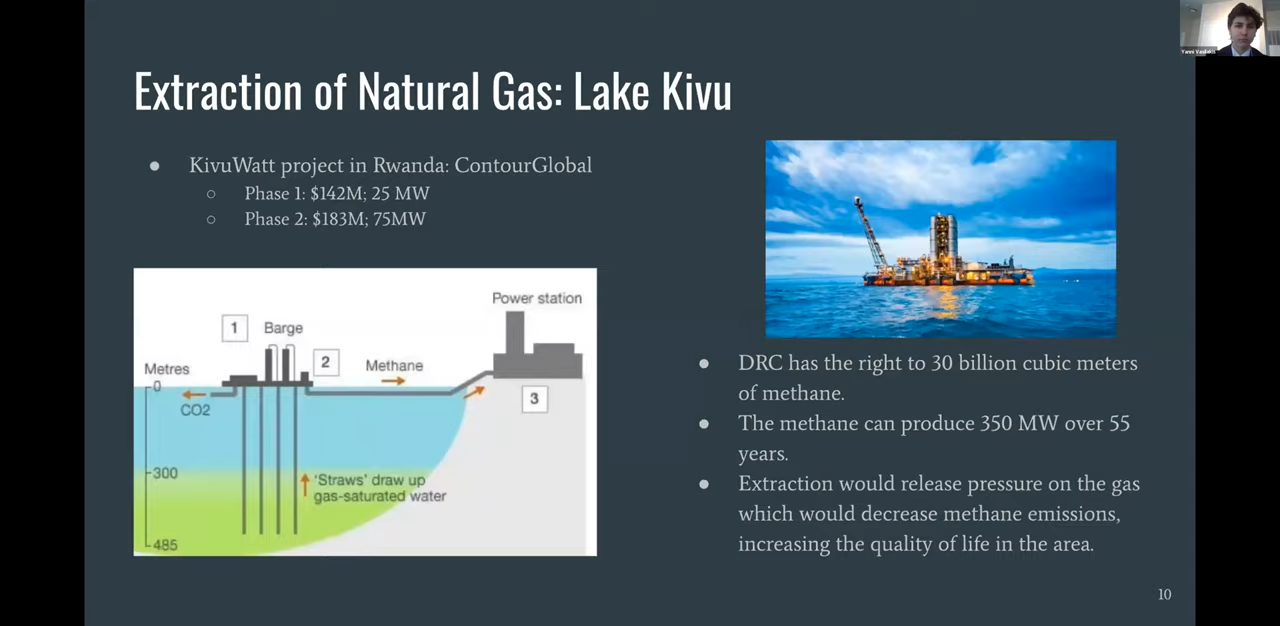 Yanni Vasilakis
Extraction of Natural Gas: Lake Kivu
● KivuWatt project in Rwanda: ContourGlobal
○ Phase 1: $142M; 25 MW
○ Phase 2: $183M; 75MW
Power station
1 Barge
2
Methane
Metres
0
CO2
3
300
'Straws' draw up
gas-saturated water
485
● DRC has the right to 30 billion cubic meters
of methane.
● The methane can produce 350 MW over 55
years.
● Extraction would release pressure on the gas
which would decrease methane emissions,
increasing the quality of life in the area.
10